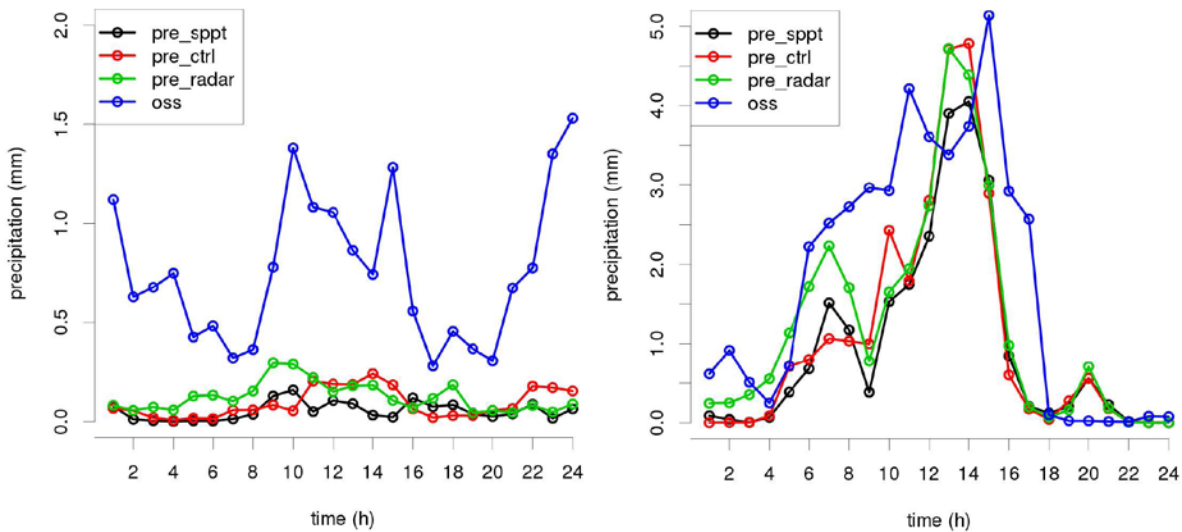 2.0
1.5
1.0
0.5
0.0
precipitation (mm)
pre_sppt
pre_ctrl
pre_radar
oss
2 4 6 8 10 12 14 16 18 20 22 24
time (h)
5.0
4.0
3.0
2.0
1.0
0.0
precipitation (mm)
pre_sppt
pre_ctrl
pre_radar
oss
2 4 6 8 10 12 14 16 18 20 22 24
time (h)